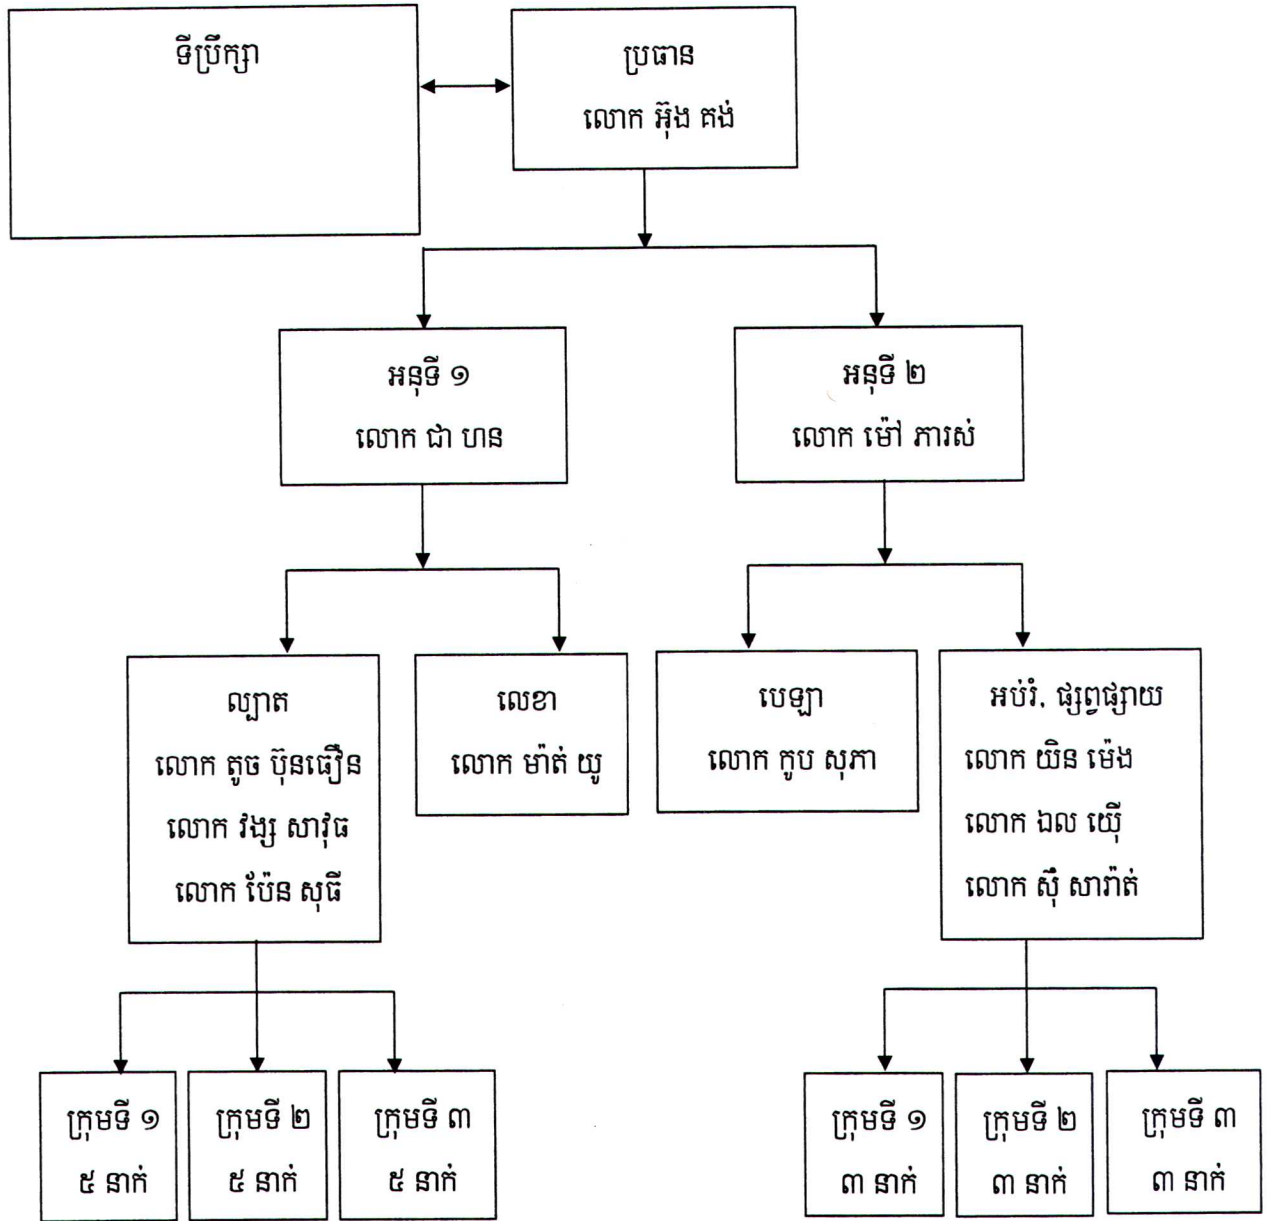 ទីប្រឹក្សា
ប្រធាន
លោក អ៊ុង គង់
អនុទី ១
លោក ជា ហន
អនុទី ២
លោក ម៉ៅ ភារស់
ល្បាត
លោក តូច ប៊ុនធឿន
លោក វង្ស សាវុធ
លោក ប៉ែន សុធី
លេខា
លោក ម៉ាត់ យូ
បេឡា
លោក កូប សុភា
អប់រំ, ផ្សព្វផ្សាយ
លោក យិន ម៉េង
លោក ឯល យ៉ើ
លោក ស៊ឹ សារ៉ាត់
ក្រុមទី ១
៥ នាក់
ក្រុមទី ២
៥ នាក់
ក្រុមទី ៣
៥ នាក់
ក្រុមទី ១
៣ នាក់
ក្រុមទី ២
៣ នាក់
ក្រុមទី ៣
៣ នាក់